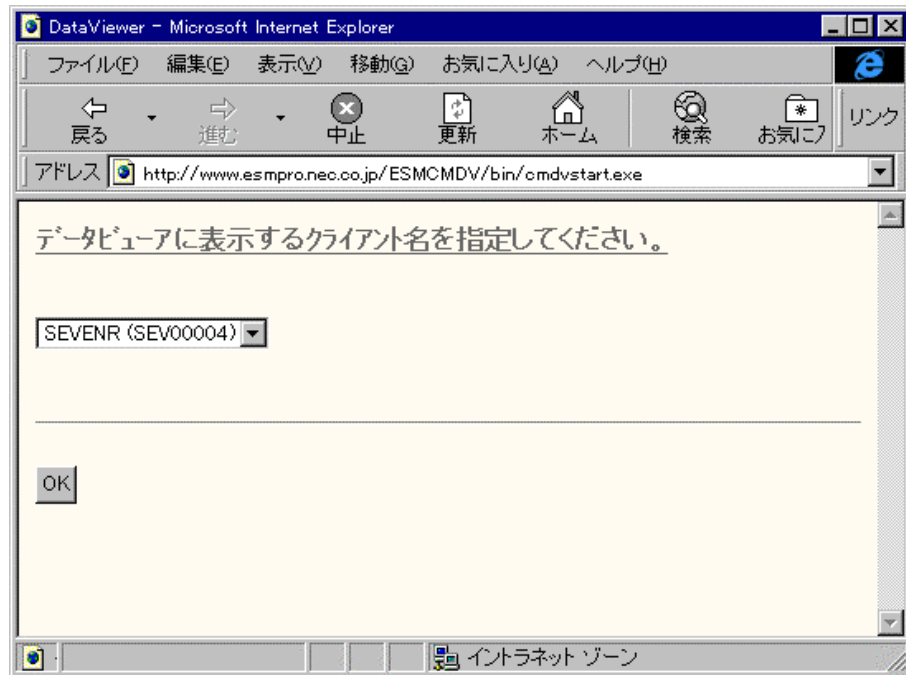 DataViewer - Microsoft Internet Explorer
ファイル(F) 編集(E) 表示(V) 移動(G) お気に入り(A) ヘルプ(H)
戻る 進む 中止 更新 ホーム 検索 お気に入 リンク
アドレス http://www.esmpro.nec.co.jp/ESMCMDV/bin/cmdvstart.exe
データビューアに表示するクライアント名を指定してください。
SEVENR (SEV00004)
OK
イントラネット ゾーン